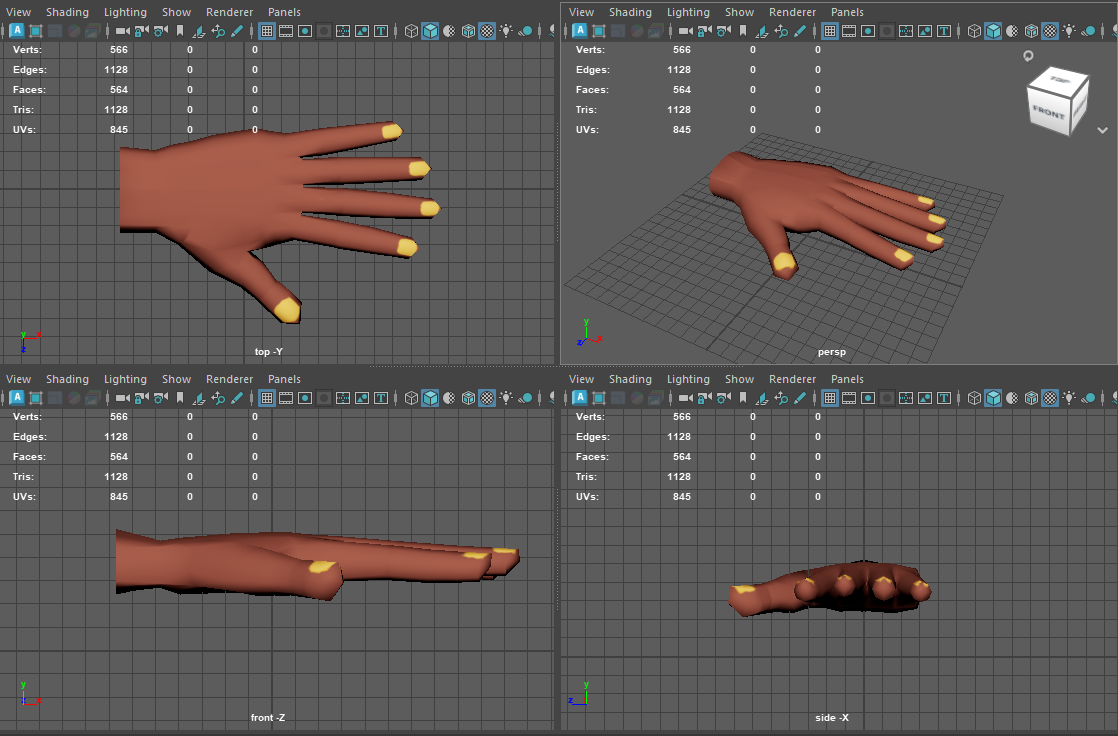 View Shading Lighting Show Renderer Panels
A T
Verts: 566 0 0
Edges: 1128 0 0
Faces: 564 0 0
Tris: 1128 0 0
UVs: 845 0 0
y x z
top -Y
View Shading Lighting Show Renderer Panels
A T
Verts: 566 0 0
Edges: 1128 0 0
Faces: 564 0 0
Tris: 1128 0 0
UVs: 845 0 0
TOP
FRONT
y z x
persp
View Shading Lighting Show Renderer Panels
A T
Verts: 566 0 0
Edges: 1128 0 0
Faces: 564 0 0
Tris: 1128 0 0
UVs: 845 0 0
y z x
front -Z
View Shading Lighting Show Renderer Panels
A T
Verts: 566 0 0
Edges: 1128 0 0
Faces: 564 0 0
Tris: 1128 0 0
UVs: 845 0 0
y z
side -X